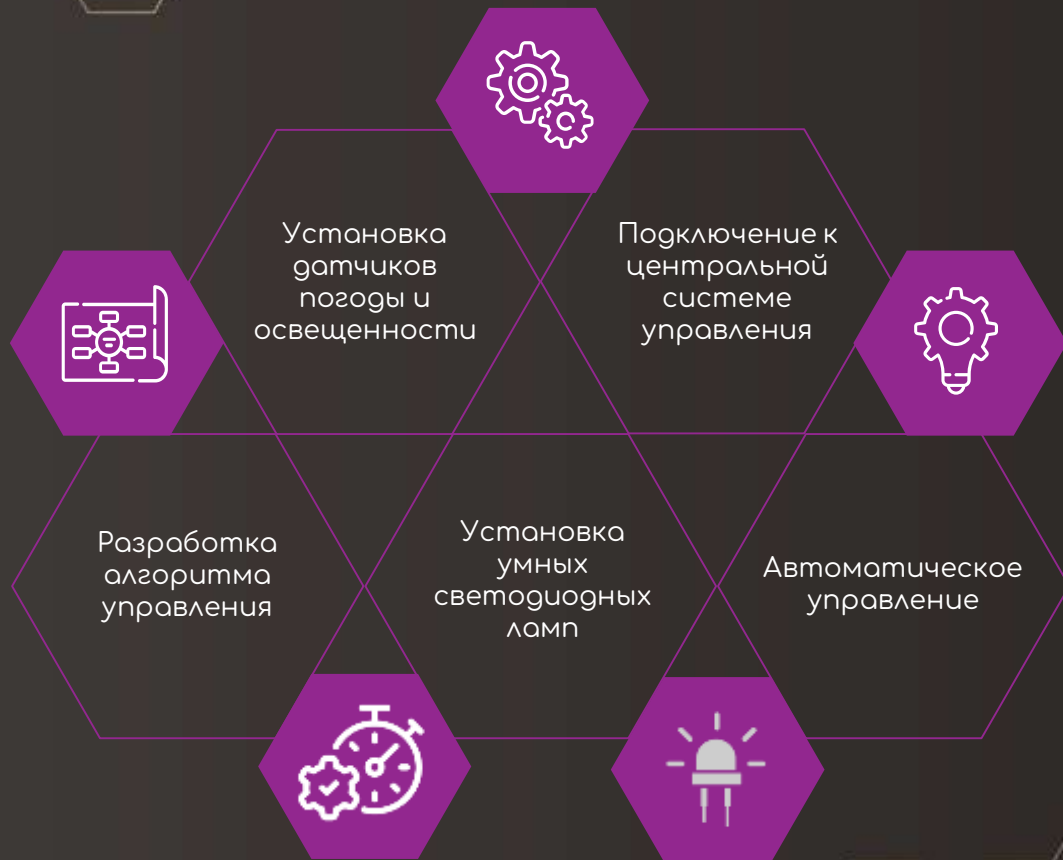 Установка
датчиков
погоды и
освещенности
Подключение к
центральной
системе
управления
Разработка
алгоритма
управления
Установка
умных
светодиодных
ламп
Автоматическое
управление